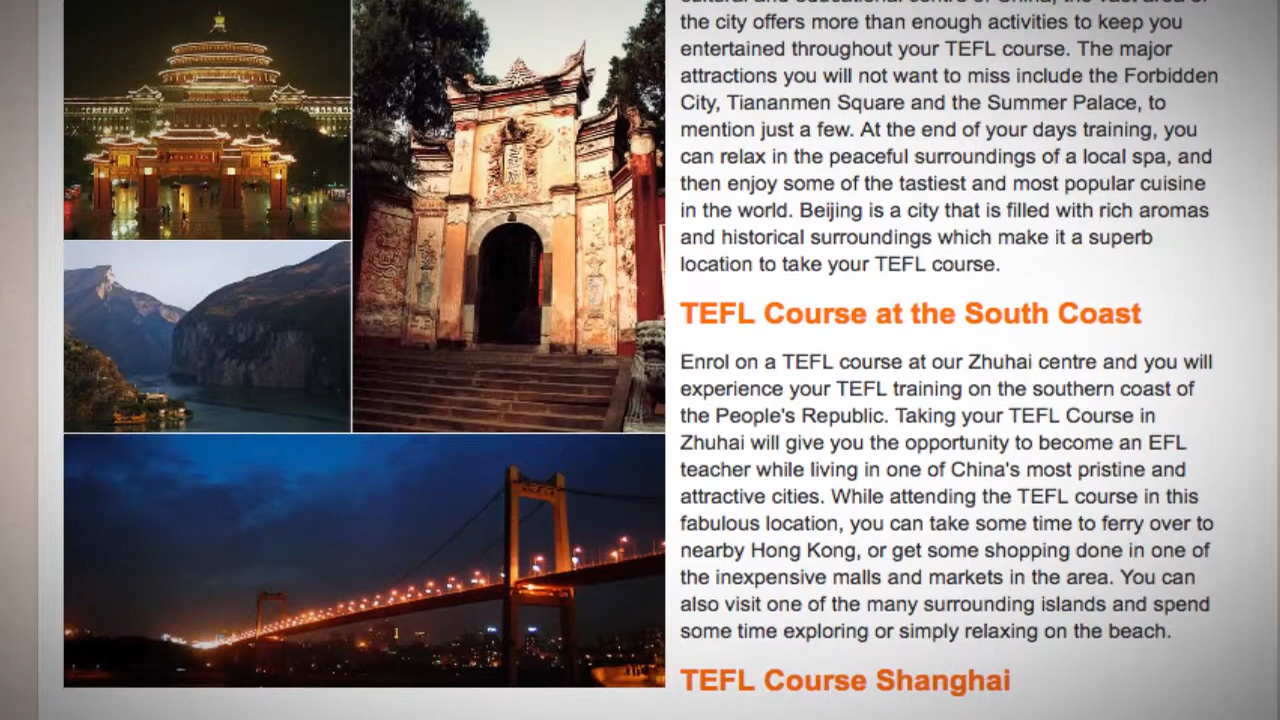 cultural and educational centre of China, the vast area of
the city offers more than enough activities to keep you
entertained throughout your TEFL course. The major
attractions you will not want to miss include the Forbidden
City, Tiananmen Square and the Summer Palace, to
mention just a few. At the end of your days training, you
can relax in the peaceful surroundings of a local spa, and
then enjoy some of the tastiest and most popular cuisine
in the world. Beijing is a city that is filled with rich aromas
and historical surroundings which make it a superb
location to take your TEFL course.
TEFL Course at the South Coast
Enrol on a TEFL course at our Zhuhai centre and you will
experience your TEFL training on the southern coast of
the People's Republic. Taking your TEFL Course in
Zhuhai will give you the opportunity to become an EFL
teacher while living in one of China's most pristine and
attractive cities. While attending the TEFL course in this
fabulous location, you can take some time to ferry over to
nearby Hong Kong, or get some shopping done in one of
the inexpensive malls and markets in the area. You can
also visit one of the many surrounding islands and spend
some time exploring or simply relaxing on the beach.
TEFL Course Shanghai